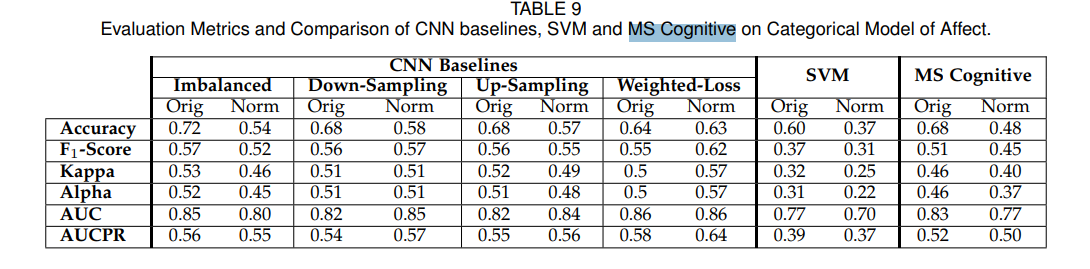 TABLE 9
Evaluation Metrics and Comparison of CNN baselines, SVM and MS Cognitive on Categorical Model of Affect.
CNN Baselines SVM MS Cognitive
Imbalanced Down-Sampling Up-Sampling Weighted-Loss
Orig Norm Orig Norm Orig Norm Orig Norm Orig Norm Orig Norm
Accuracy 0.72 0.54 0.68 0.58 0.68 0.57 0.64 0.63 0.60 0.37 0.68 0.48
F1-Score 0.57 0.52 0.56 0.57 0.56 0.55 0.55 0.62 0.37 0.31 0.51 0.45
Kappa 0.53 0.46 0.51 0.51 0.52 0.49 0.5 0.57 0.32 0.25 0.46 0.40
Alpha 0.52 0.45 0.51 0.51 0.51 0.48 0.5 0.57 0.31 0.22 0.46 0.37
AUC 0.85 0.80 0.82 0.85 0.82 0.84 0.86 0.86 0.77 0.70 0.83 0.77
AUCPR 0.56 0.55 0.54 0.57 0.55 0.56 0.58 0.64 0.39 0.37 0.52 0.50